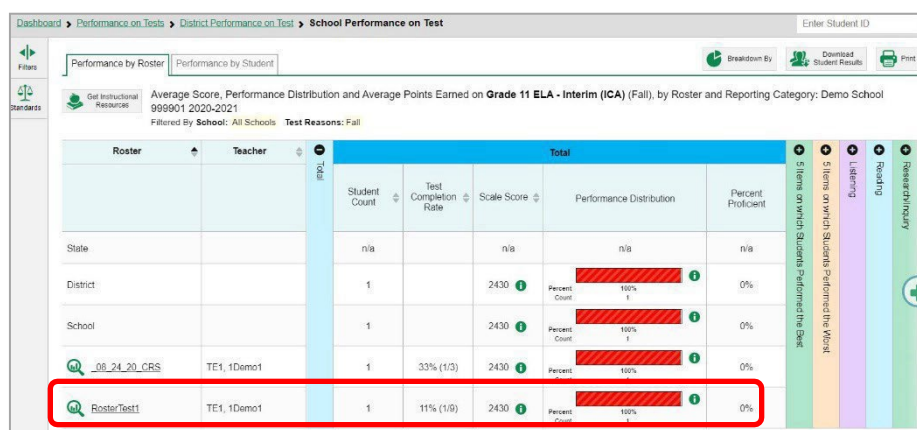 Dashboard > Performance on Tests > District Performance on Test > School Performance on Test
Enter Student ID
Filters
Standards
Performance by Roster
Performance by Student
Breakdown By
Download Student Results
Print
Get Instructional Resources
Average Score, Performance Distribution and Average Points Earned on Grade 11 ELA - Interim (ICA) (Fall), by Roster and Reporting Category: Demo School
999901 2020-2021
Filtered By School: All Schools Test Reasons: Fall
Roster Teacher Total Total
Student Count Test Completion Rate Scale Score Performance Distribution Percent Proficient
5 Items on which Students Performed the Best
5 Items on which Students Performed the Worst
Listening
Reading
Research/Inquiry
State n/a n/a n/a n/a
District 1 2430 Percent 100% 0%
Count 1
School 1 2430 Percent 100% 0%
Count 1
_08_24_20_CRS TE1, 1Demo1 1 33% (1/3) 2430 Percent 100% 0%
Count 1
RosterTest1 TE1, 1Demo1 1 11% (1/9) 2430 Percent 100% 0%
Count 1